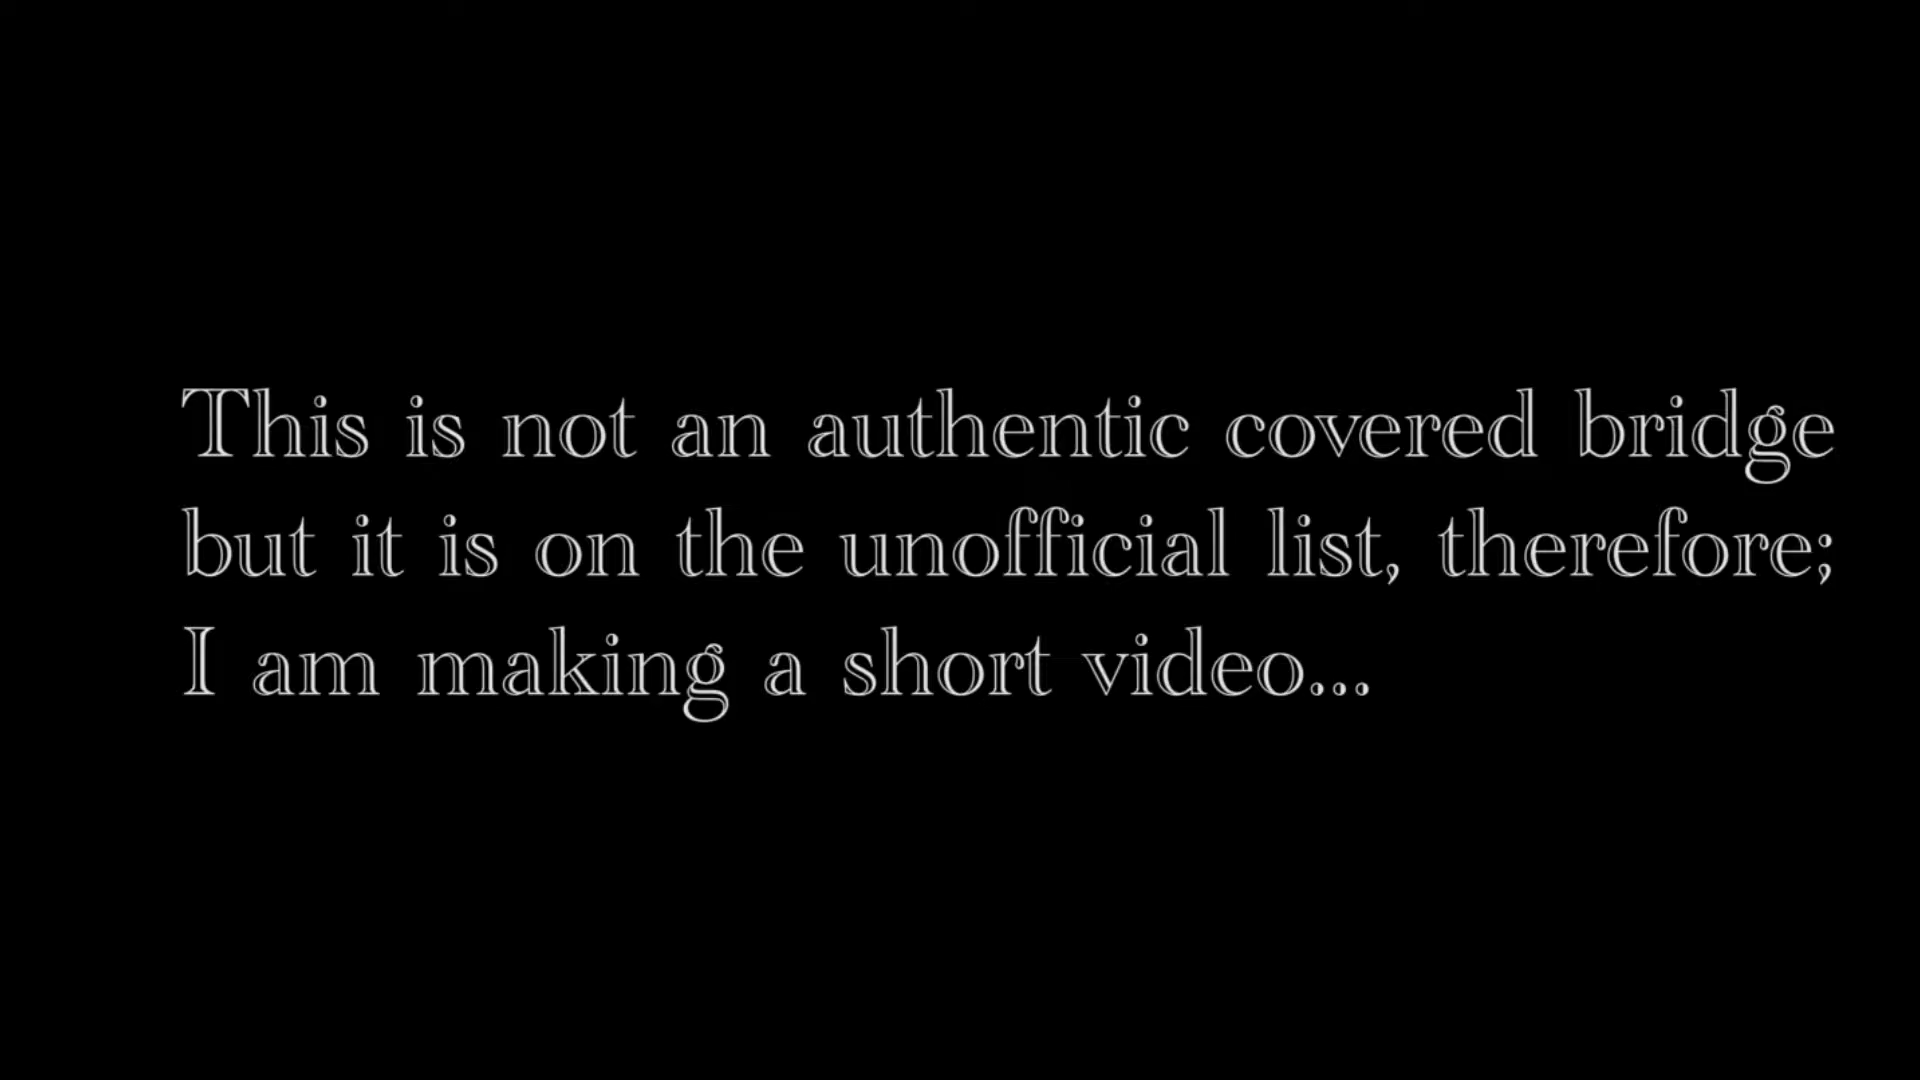 This is not an authentic covered bridge
but it is on the unofficial list, therefore;
I am making a short video...